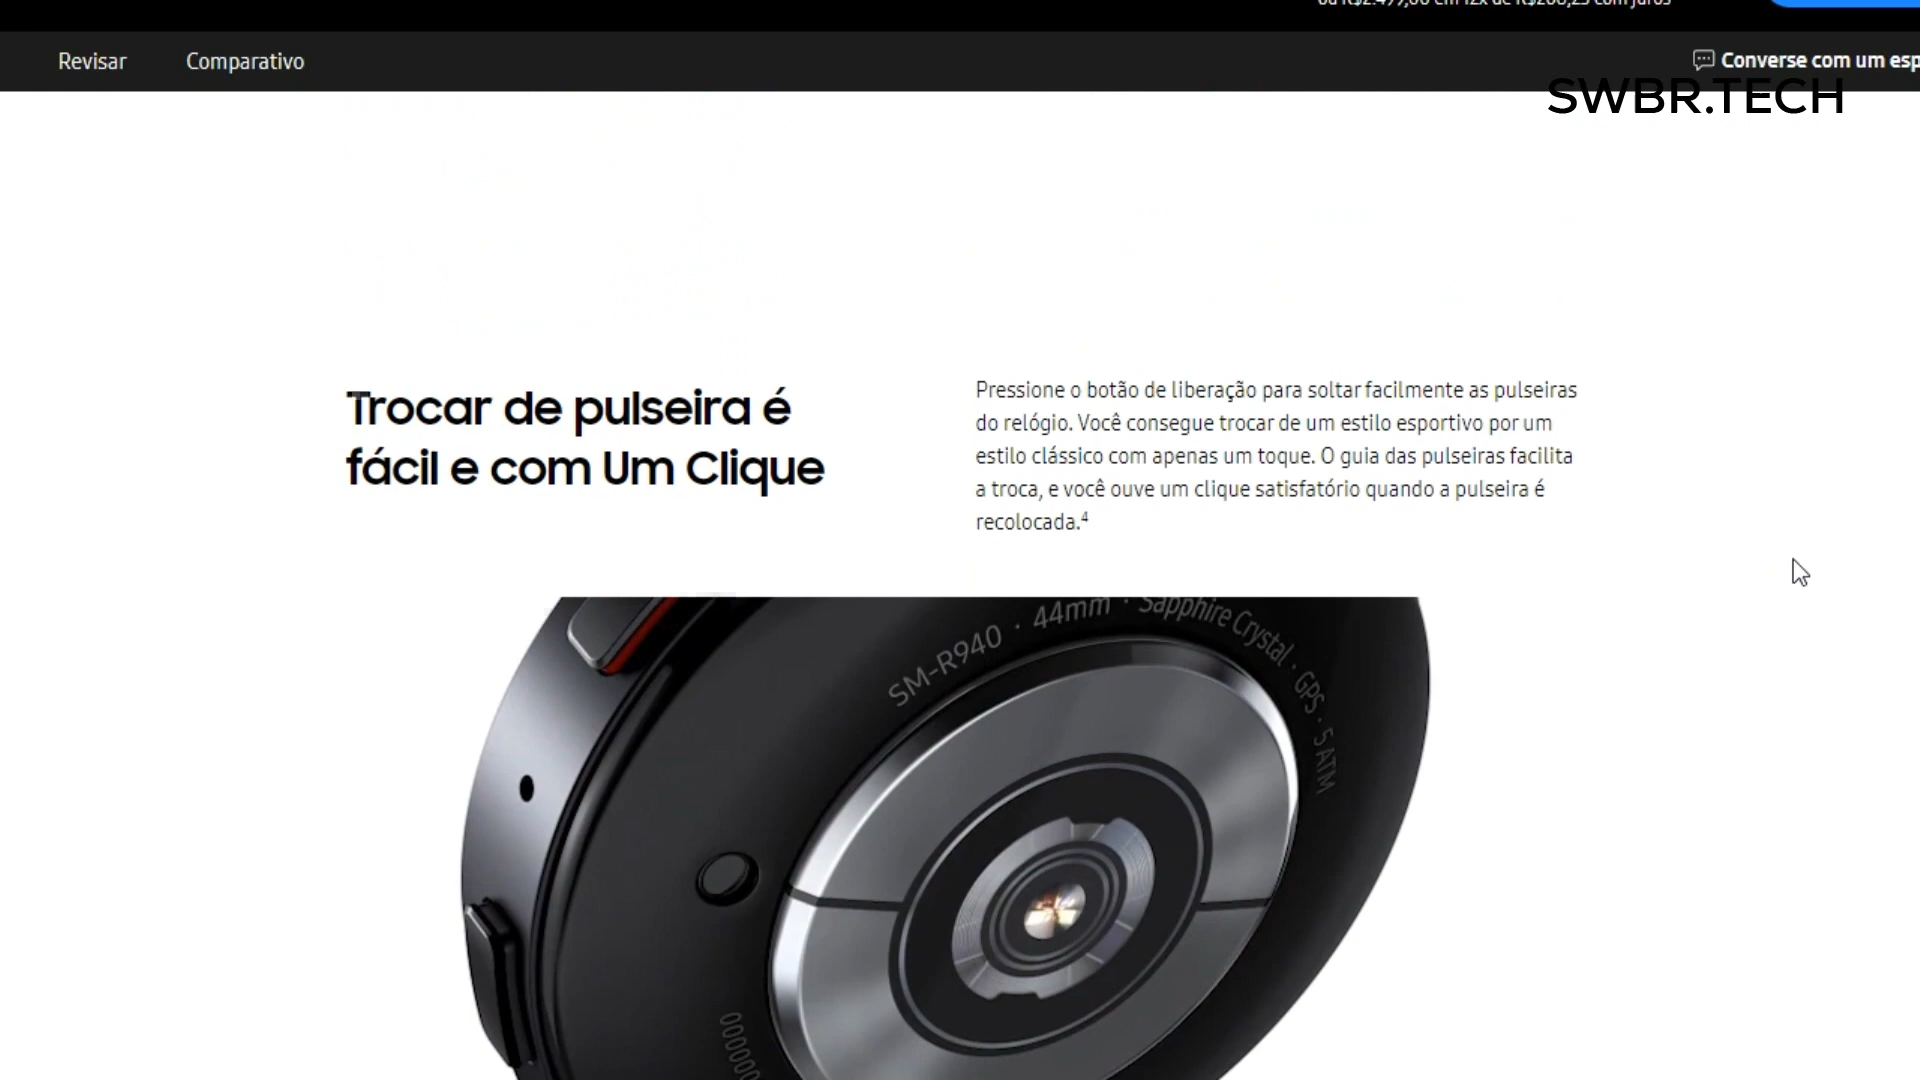 Revisar
Comparativo
Converse com um esp
SWBR.TECH
Trocar de pulseira é
fácil e com Um Clique
Pressione o botão de liberação para soltar facilmente as pulseiras
do relógio. Você consegue trocar de um estilo esportivo por um
estilo clássico com apenas um toque. O guia das pulseiras facilita
a troca, e você ouve um clique satisfatório quando a pulseira é
recolocada.⁴
SM-R940 · 44mm · Sapphire Crystal · GPS · 5 ATM